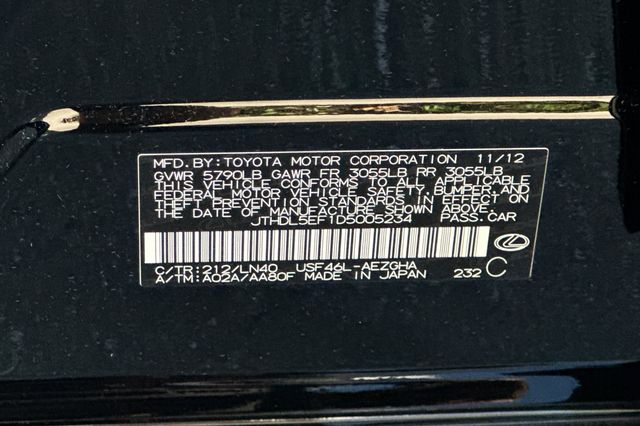 MFD. BY: TOYOTA MOTOR CORPORATION 11/12
GVWR 5790LB GAWR FR 3055LB RR 3055LB
THIS VEHICLE CONFORMS TO ALL APPLICABLE
FEDERAL MOTOR VEHICLE SAFETY, BUMPER, AND
THEFT PREVENTION STANDARDS IN EFFECT ON
THE DATE OF MANUFACTURE SHOWN ABOVE.
JTHDL5EF1D5005234 PASS. CAR
C/TR: 212/LN40 USF46L-AEZGHA
A/TM: A02A/AA80F MADE IN JAPAN 232 C